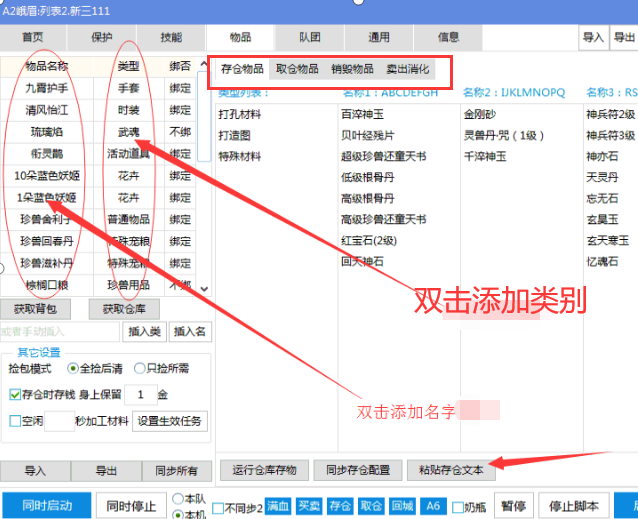 A2峨眉:列表2.新三111
首页 保护 技能 物品 队团 通用 信息 导入 导出
物品名称 类型 绑否
九霄护手 手套 绑定
清风怡江 时装 绑定
琉璃焰 武魂 不绑
衔灵鹊 活动道具 绑定
10朵蓝色妖姬 花卉 绑定
1朵蓝色妖姬 花卉 绑定
珍兽舍利子 普通物品 绑定
珍兽回春丹 特殊宠粮 绑定
珍兽滋补丹 特殊宠粮 绑定
棕榈口粮 珍兽用品 不绑
获取背包 获取仓库
或者手动插入 插入类 插入名
其它设置
捡包模式 全捡后清 只捡所需
存仓时存钱 身上保留 1 金
空闲 秒加工材料 设置生效任务
导入 导出 同步所有
存仓物品 取仓物品 销毁物品 卖出消化
类型列表: 名称1:ABCDEFGH 名称2:IJKLMNOPQ 名称3:RS
打孔材料 百淬神玉 金刚砂 神兵符2级
打造图 贝叶经残片 灵兽丹·咒(1级) 神兵符3级
特殊材料 超级珍兽还童天书 千淬神玉 神亦石
低级根骨丹 天灵丹
高级根骨丹 忘无石
高级珍兽还童天书 玄昊玉
红宝石(2级) 玄天寒玉
回天神石 忆魂石
双击添加类别
双击添加名字
运行仓库存物 同步存仓配置 粘贴存仓文本
同时启动 同时停止 本队 本机 不同步2 满血 买卖 存仓 取仓 回城 A6 奶瓶 暂停 停止脚本